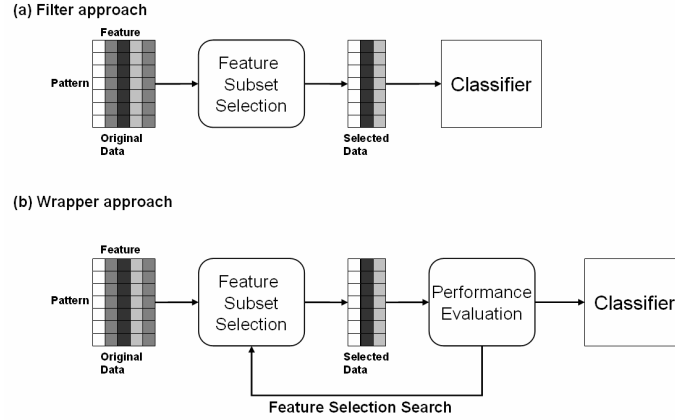 (a) Filter approach
Feature
Pattern
Feature
Subset
Selection
Classifier
Original
Data
Selected
Data
(b) Wrapper approach
Feature
Pattern
Feature
Subset
Selection
Performance
Evaluation
Classifier
Original
Data
Selected
Data
Feature Selection Search